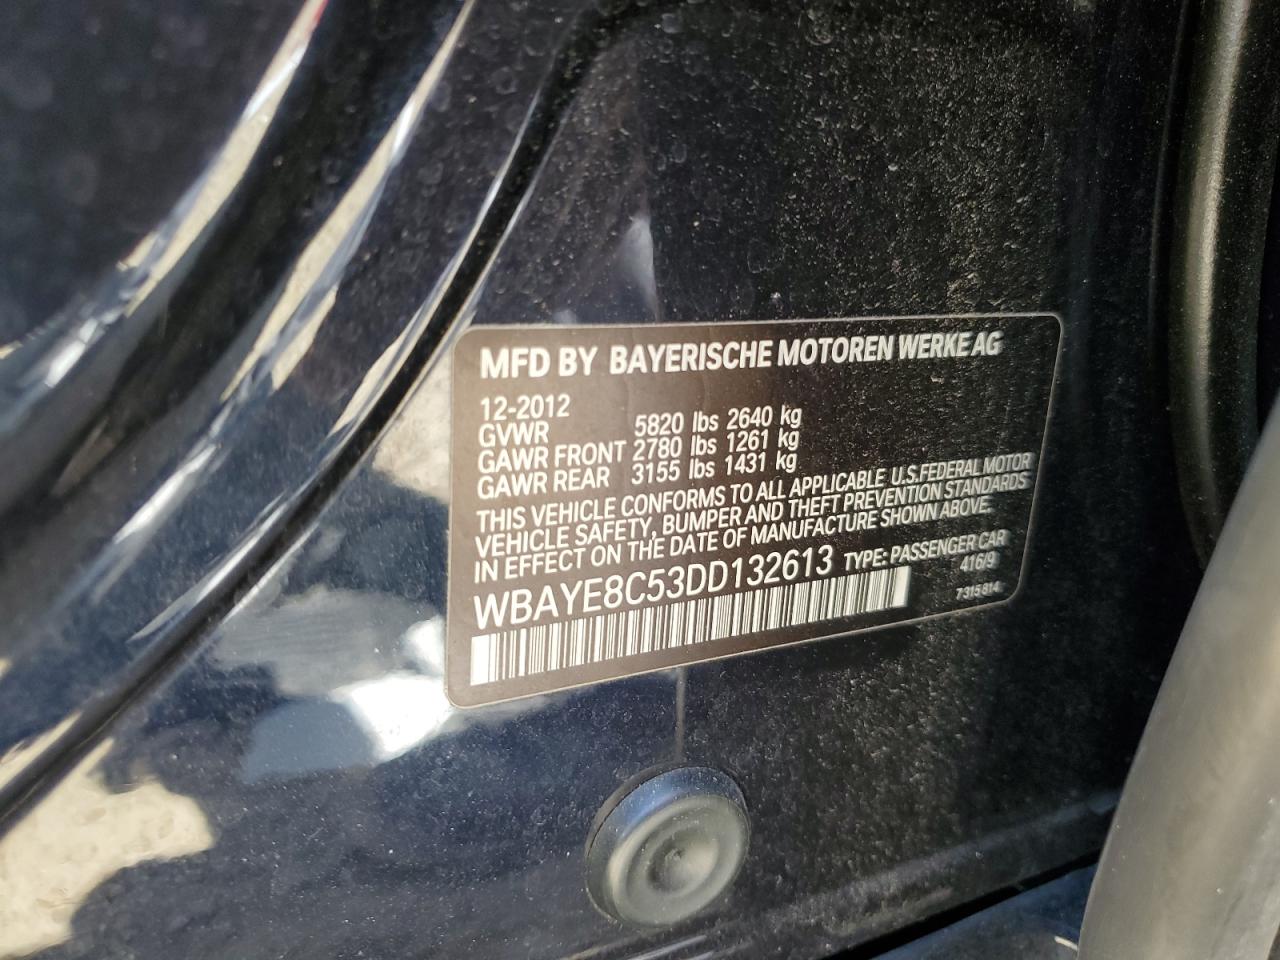 MFD BY BAYERISCHE MOTOREN WERKE AG
12-2012
GVWR 5820 lbs 2640 kg
GAWR FRONT 2780 lbs 1261 kg
GAWR REAR 3155 lbs 1431 kg
THIS VEHICLE CONFORMS TO ALL APPLICABLE U.S.FEDERAL MOTOR
VEHICLE SAFETY, BUMPER AND THEFT PREVENTION STANDARDS
IN EFFECT ON THE DATE OF MANUFACTURE SHOWN ABOVE.
WBAYE8C53DD132613 TYPE: PASSENGER CAR
416/9
7315814